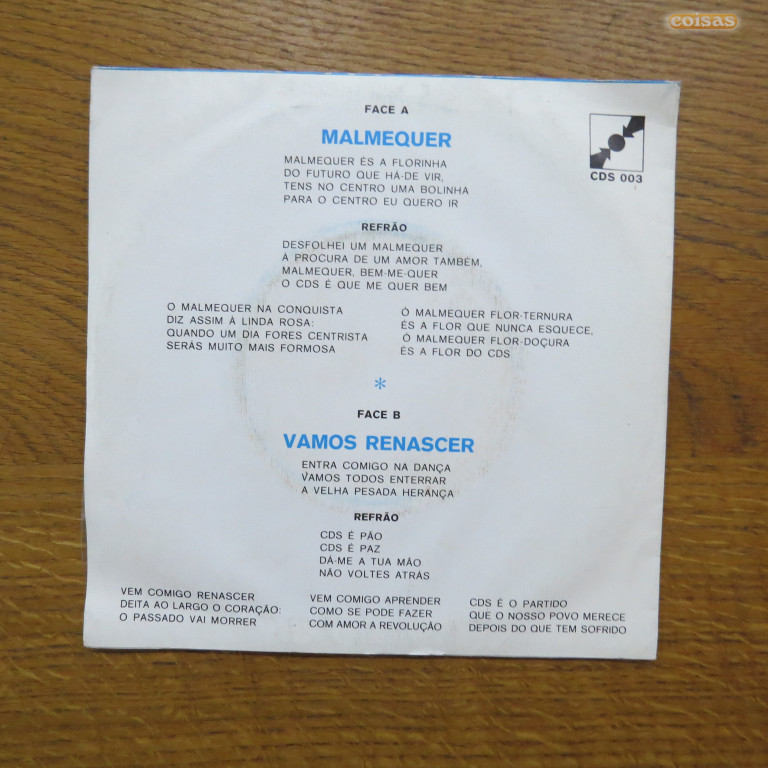 coisas
FACE A
MALMEQUER
CDS 003
MALMEQUER ÉS A FLORINHA
DO FUTURO QUE HÁ-DE VIR,
TENS NO CENTRO UMA BOLINHA
PARA O CENTRO EU QUERO IR
REFRÃO
DESFOLHEI UM MALMEQUER
À PROCURA DE UM AMOR TAMBÉM,
MALMEQUER, BEM-ME-QUER
O CDS É QUE ME QUER BEM
O MALMEQUER NA CONQUISTA
DIZ ASSIM À LINDA ROSA:
QUANDO UM DIA FORES CENTRISTA
SERÁS MUITO MAIS FORMOSA
Ó MALMEQUER FLOR-TERNURA
ÉS A FLOR QUE NUNCA ESQUECE,
Ó MALMEQUER FLOR-DOÇURA
ÉS A FLOR DO CDS
*
FACE B
VAMOS RENASCER
ENTRA COMIGO NA DANÇA
VAMOS TODOS ENTERRAR
A VELHA PESADA HERANÇA
REFRÃO
CDS É PÃO
CDS É PAZ
DÁ-ME A TUA MÃO
NÃO VOLTES ATRÁS
VEM COMIGO RENASCER
DEITA AO LARGO O CORAÇÃO:
O PASSADO VAI MORRER
VEM COMIGO APRENDER
COMO SE PODE FAZER
COM AMOR A REVOLUÇÃO
CDS É O PARTIDO
QUE O NOSSO POVO MERECE
DEPOIS DO QUE TEM SOFRIDO